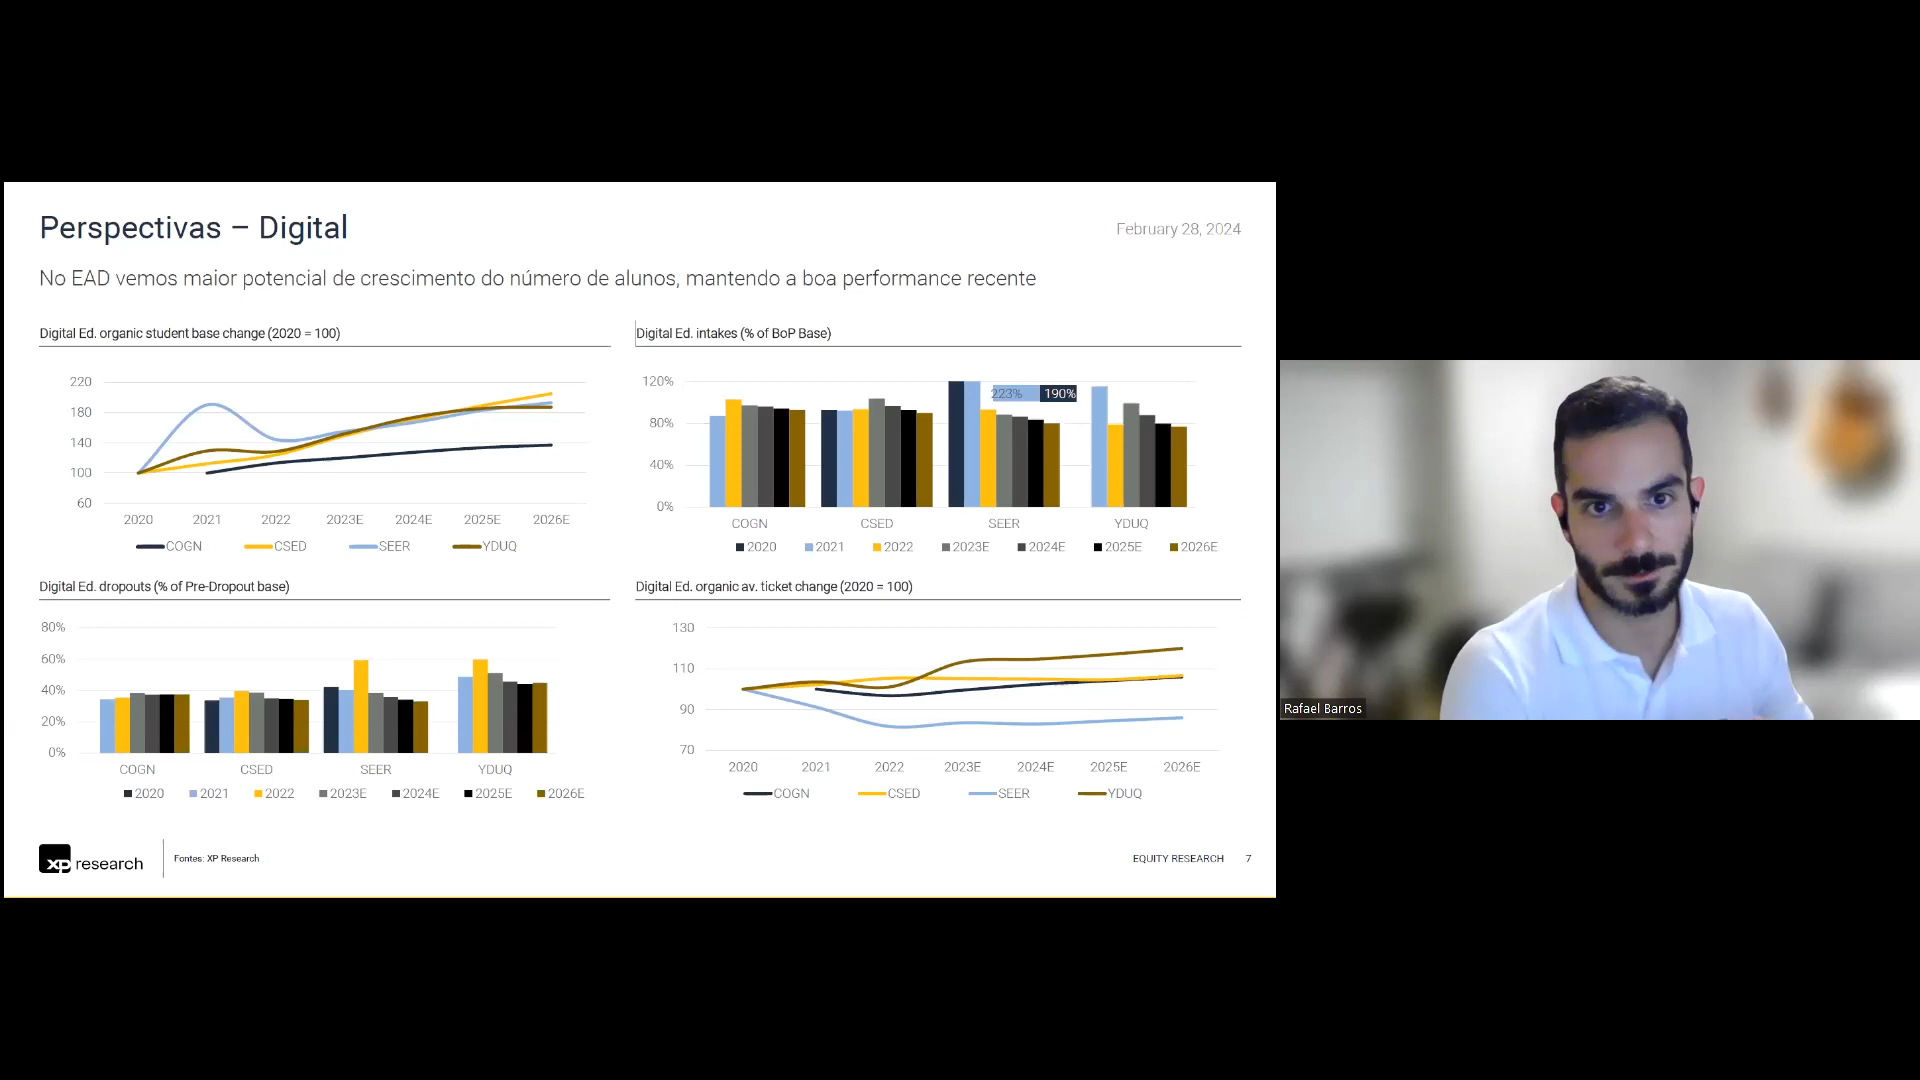 Perspectivas – Digital
February 28, 2024
No EAD vemos maior potencial de crescimento do número de alunos, mantendo a boa performance recente
Digital Ed. organic student base change (2020 = 100)
220
180
140
100
60
2020 2021 2022 2023E 2024E 2025E 2026E
COGN CSED SEER YDUQ
Digital Ed. intakes (% of BoP Base)
120%
80%
40%
0%
223% 190%
COGN CSED SEER YDUQ
2020 2021 2022 2023E 2024E 2025E 2026E
Digital Ed. dropouts (% of Pre-Dropout base)
80%
60%
40%
20%
0%
COGN CSED SEER YDUQ
2020 2021 2022 2023E 2024E 2025E 2026E
Digital Ed. organic av. ticket change (2020 = 100)
130
110
90
70
2020 2021 2022 2023E 2024E 2025E 2026E
COGN CSED SEER YDUQ
xp research
Fontes: XP Research
EQUITY RESEARCH 7
Rafael Barros